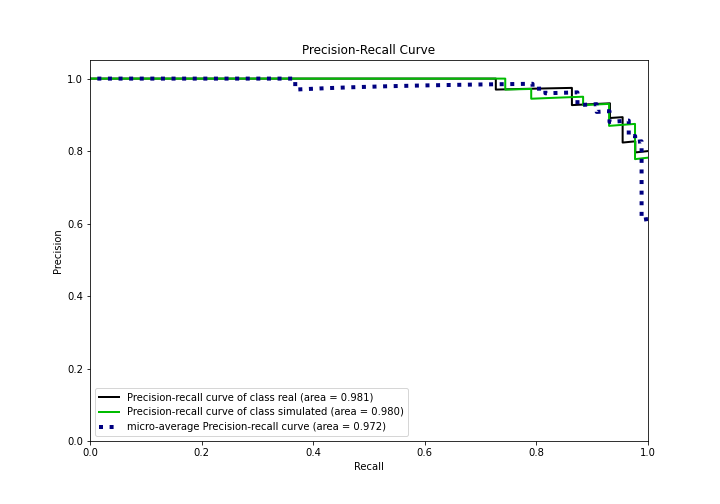 Precision-Recall Curve
1.0
0.8
0.6
0.4
0.2
0.0
Precision
Precision-recall curve of class real (area = 0.981)
Precision-recall curve of class simulated (area = 0.980)
micro-average Precision-recall curve (area = 0.972)
0.0 0.2 0.4 0.6 0.8 1.0
Recall